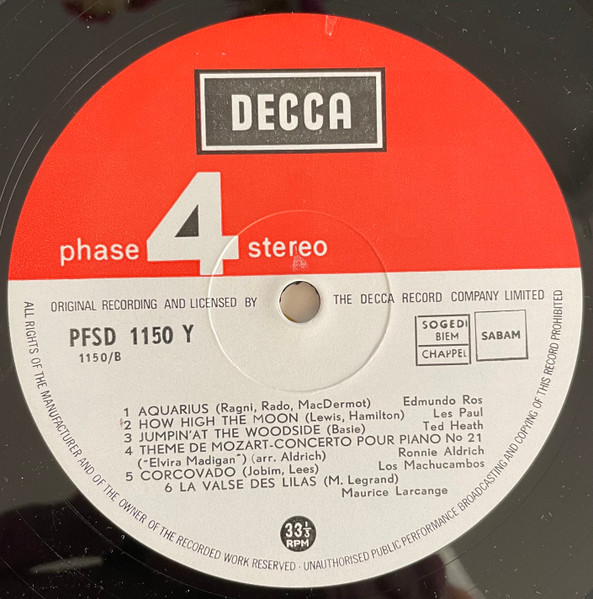 DECCA
phase 4 stereo
ORIGINAL RECORDING AND LICENSED BY THE DECCA RECORD COMPANY LIMITED
PFSD 1150 Y
1150/B
SOGEDI
BIEM
CHAPPEL
SABAM
1 AQUARIUS (Ragni, Rado, MacDermot) Edmundo Ros
2 HOW HIGH THE MOON (Lewis, Hamilton) Les Paul
3 JUMPIN'AT THE WOODSIDE (Basie) Ted Heath
4 THEME DE MOZART-CONCERTO POUR PIANO No 21
("Elvira Madigan") (arr. Aldrich) Ronnie Aldrich
5 CORCOVADO (Jobim, Lees) Los Machucambos
6 LA VALSE DES LILAS (M. Legrand)
Maurice Larcange
33⅓
RPM
ALL RIGHTS OF THE MANUFACTURER AND OF THE OWNER OF THE RECORDED WORK RESERVED · UNAUTHORISED PUBLIC PERFORMANCE BROADCASTING AND COPYING OF THIS RECORD PROHIBITED